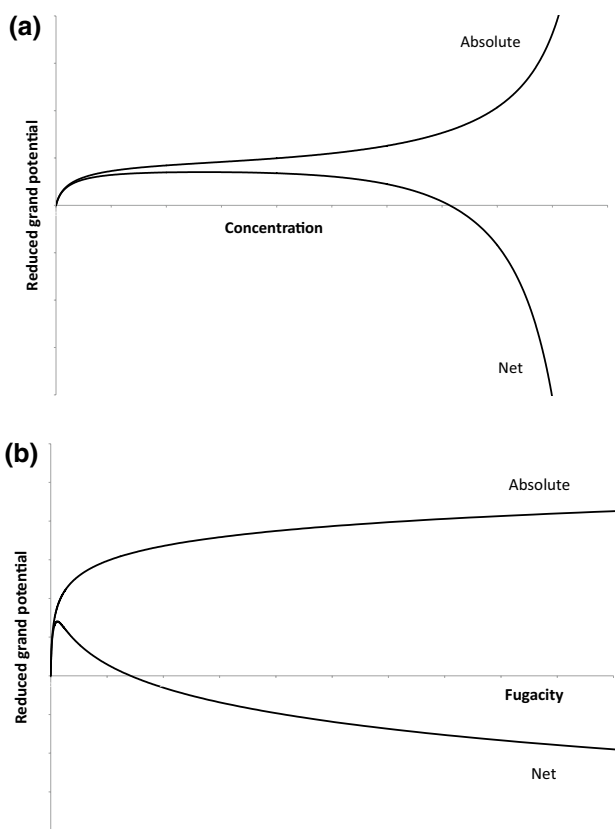 (a)
Absolute
Reduced grand potential
Concentration
Net
(b)
Absolute
Reduced grand potential
Fugacity
Net